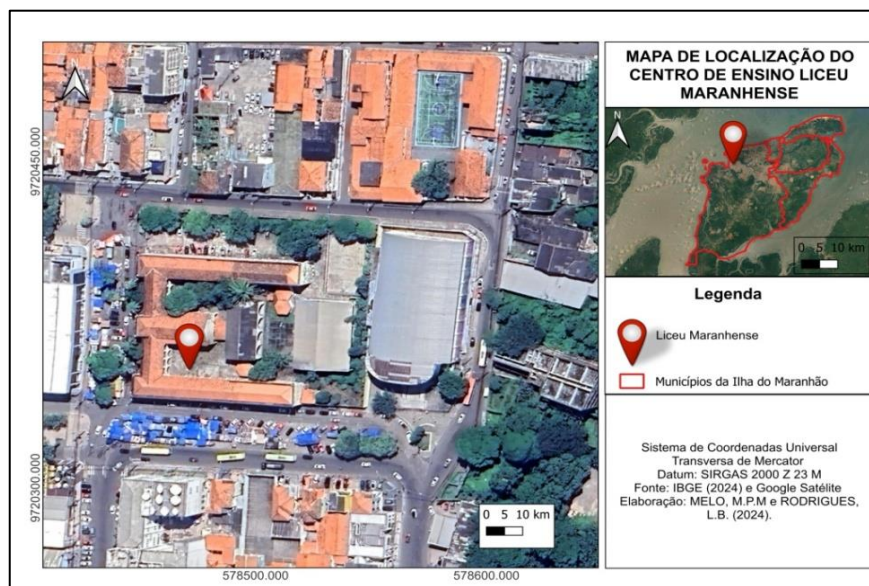 MAPA DE LOCALIZAÇÃO DO
CENTRO DE ENSINO LICEU
MARANHENSE
N
N
9720450.000
9720300.000
0 5 10 km
578500.000
578600.000
0 5 10 km
Legenda
Liceu Maranhense
Municípios da Ilha do Maranhão
Sistema de Coordenadas Universal
Transversa de Mercator
Datum: SIRGAS 2000 Z 23 M
Fonte: IBGE (2024) e Google Satélite
Elaboração: MELO, M.P.M e RODRIGUES,
L.B. (2024).